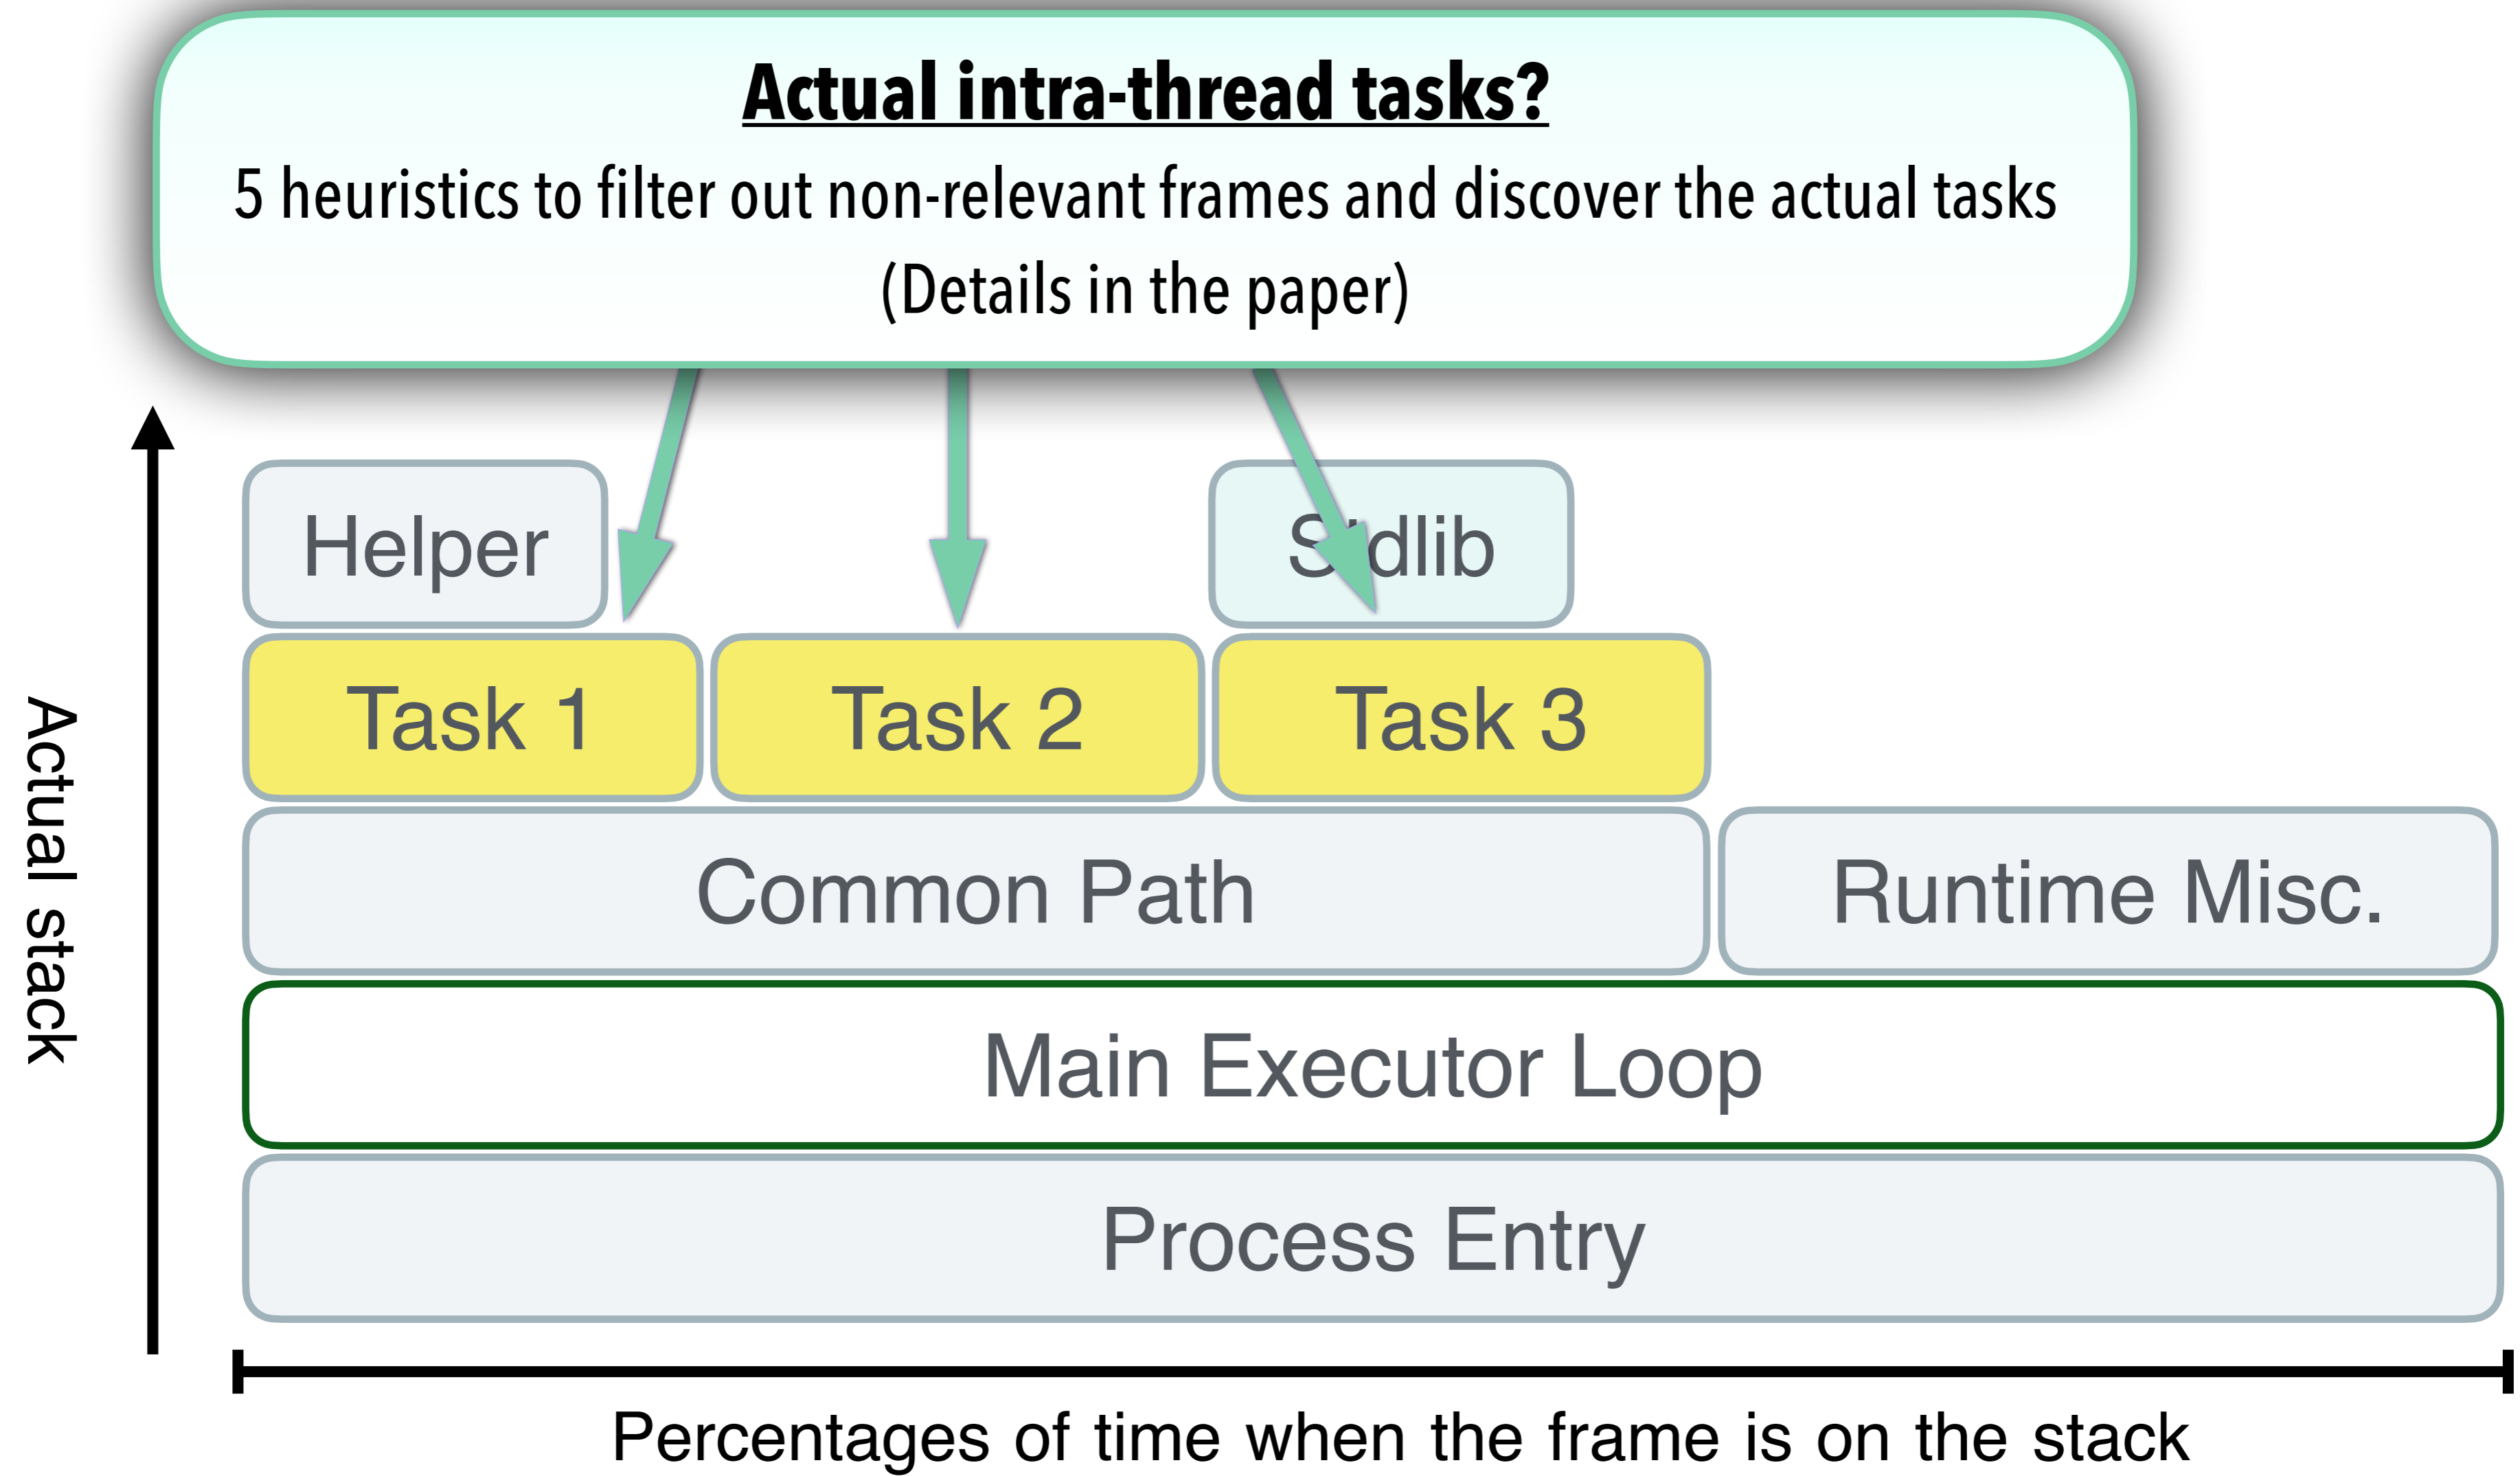 Actual intra-thread tasks?
5 heuristics to filter out non-relevant frames and discover the actual tasks
(Details in the paper)
Helper
Stdlib
Task 1
Task 2
Task 3
Common Path
Runtime Misc.
Main Executor Loop
Process Entry
Actual stack
Percentages of time when the frame is on the stack